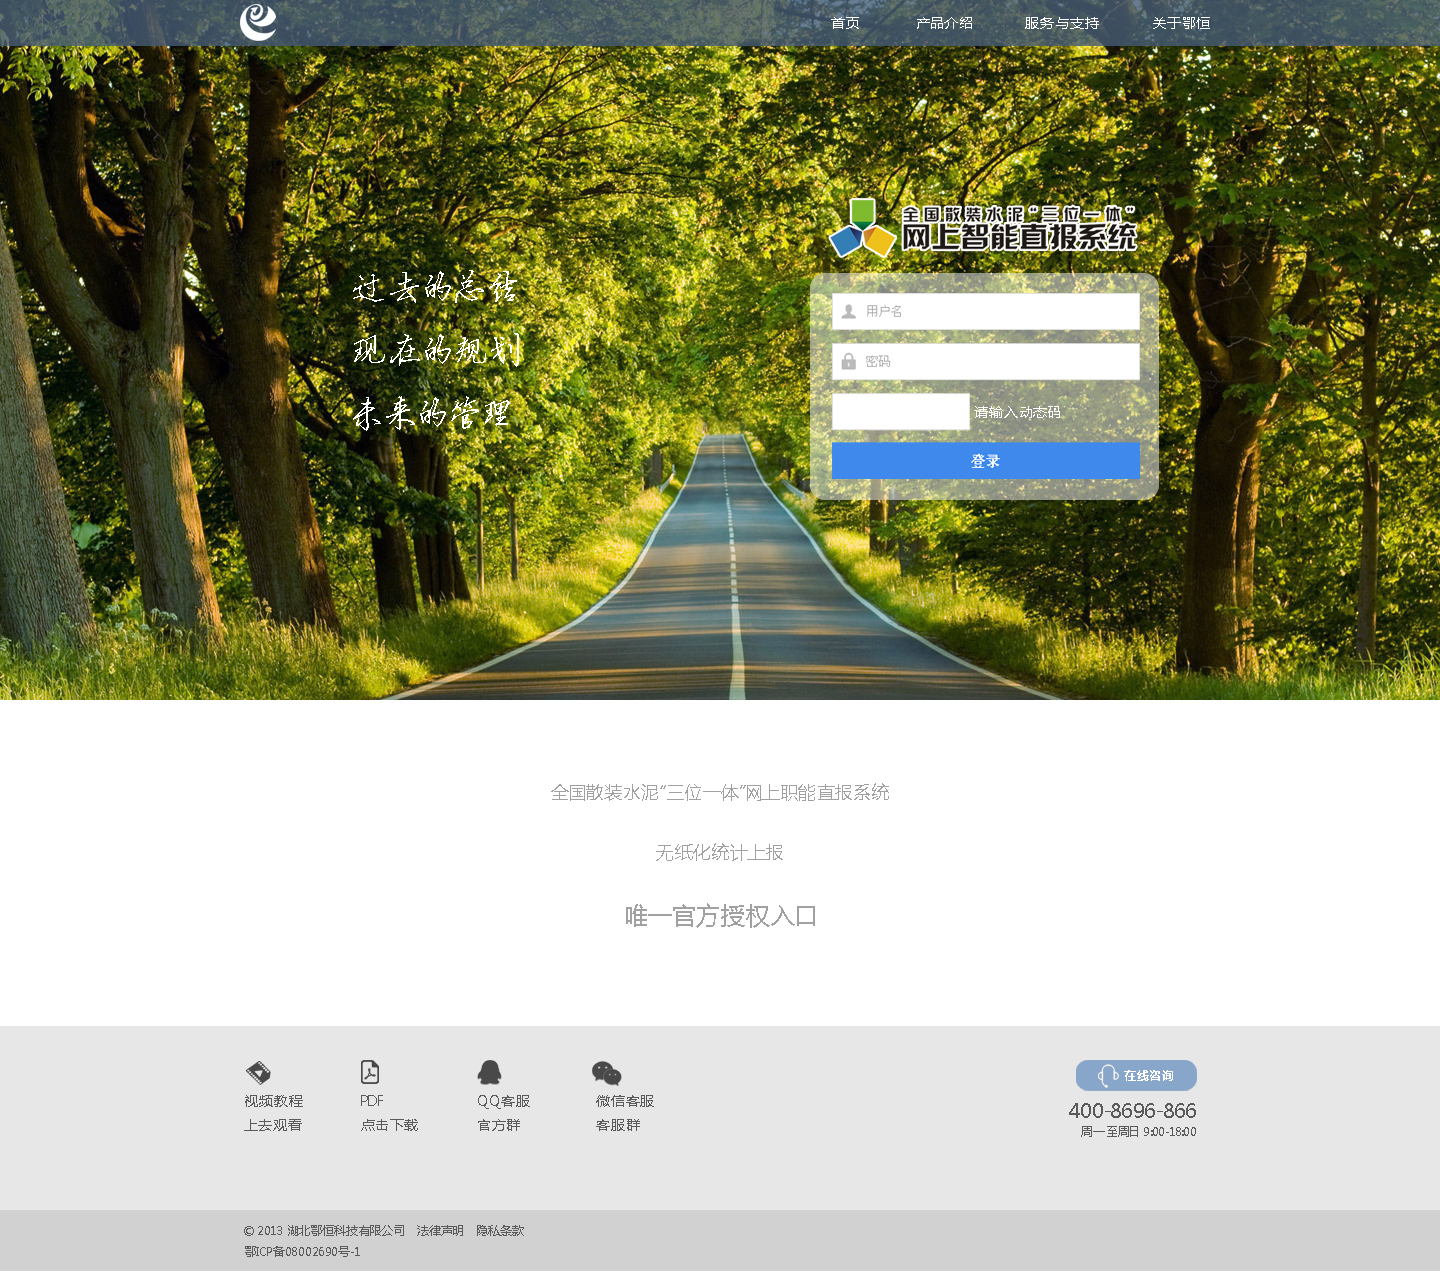 首页 产品介绍 服务与支持 关于鄂恒
全国散装水泥“三位一体”
网上智能直报系统
过去的总结
现在的规划
未来的管理
用户名
密码
请输入动态码
登录
全国散装水泥“三位一体”网上职能直报系统
无纸化统计上报
唯一官方授权入口
视频教程
上去观看
PDF
点击下载
QQ客服
官方群
微信客服
客服群
在线咨询
400-8696-866
周一至周日 9:00-18:00
© 2013 湖北鄂恒科技有限公司 法律声明 隐私条款
鄂ICP备08002690号-1